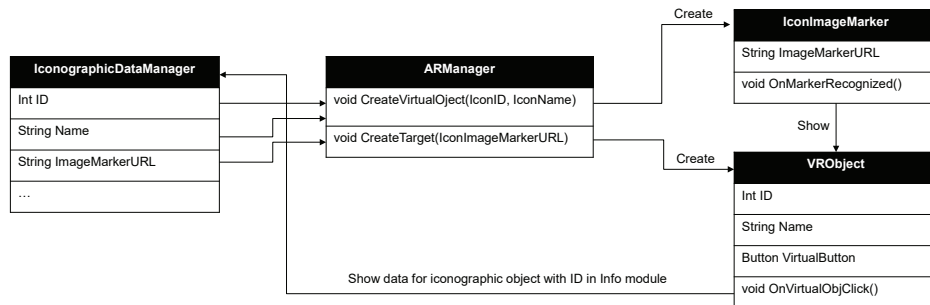 IconographicDataManager
Int ID
String Name
String ImageMarkerURL
…
ARManager
void CreateVirtualOject(IconID, IconName)
void CreateTarget(IconImageMarkerURL)
Create
IconImageMarker
String ImageMarkerURL
void OnMarkerRecognized()
Show
Create
VRObject
Int ID
String Name
Button VirtualButton
void OnVirtualObjClick()
Show data for iconographic object with ID in Info module